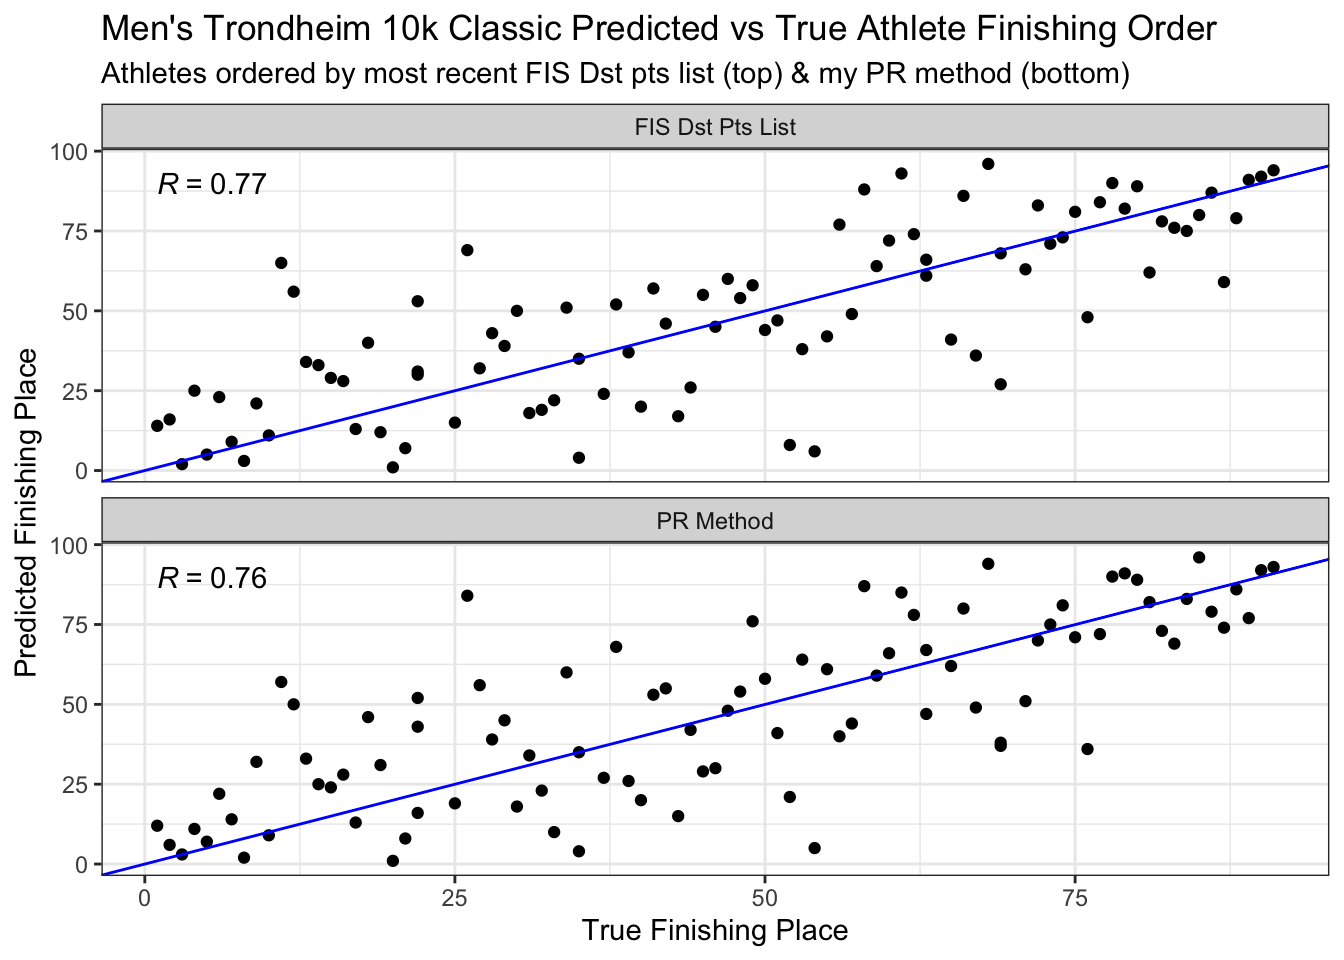 Men's Trondheim 10k Classic Predicted vs True Athlete Finishing Order
Athletes ordered by most recent FIS Dst pts list (top) & my PR method (bottom)
FIS Dst Pts List
100
R = 0.77
75
50
25
0
PR Method
100
R = 0.76
75
50
25
0
Predicted Finishing Place
0 25 50 75
True Finishing Place